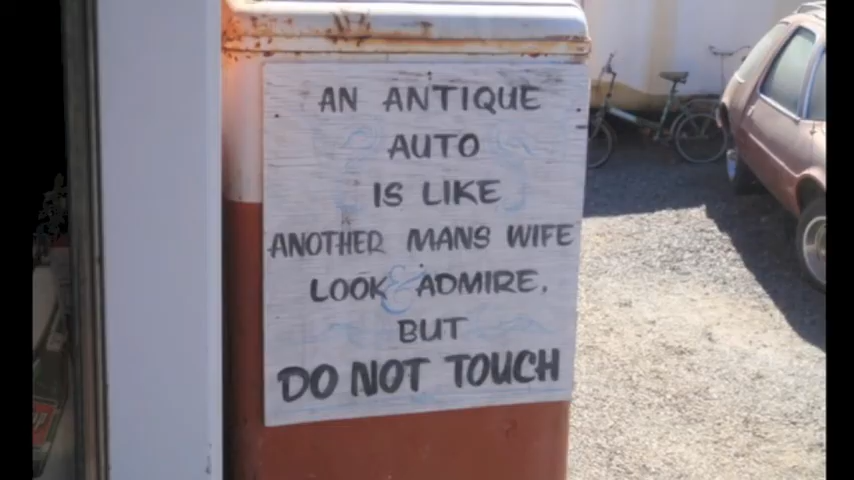 AN ANTIQUE
AUTO
IS LIKE
ANOTHER MANS WIFE
LOOK & ADMIRE,
BUT
DO NOT TOUCH